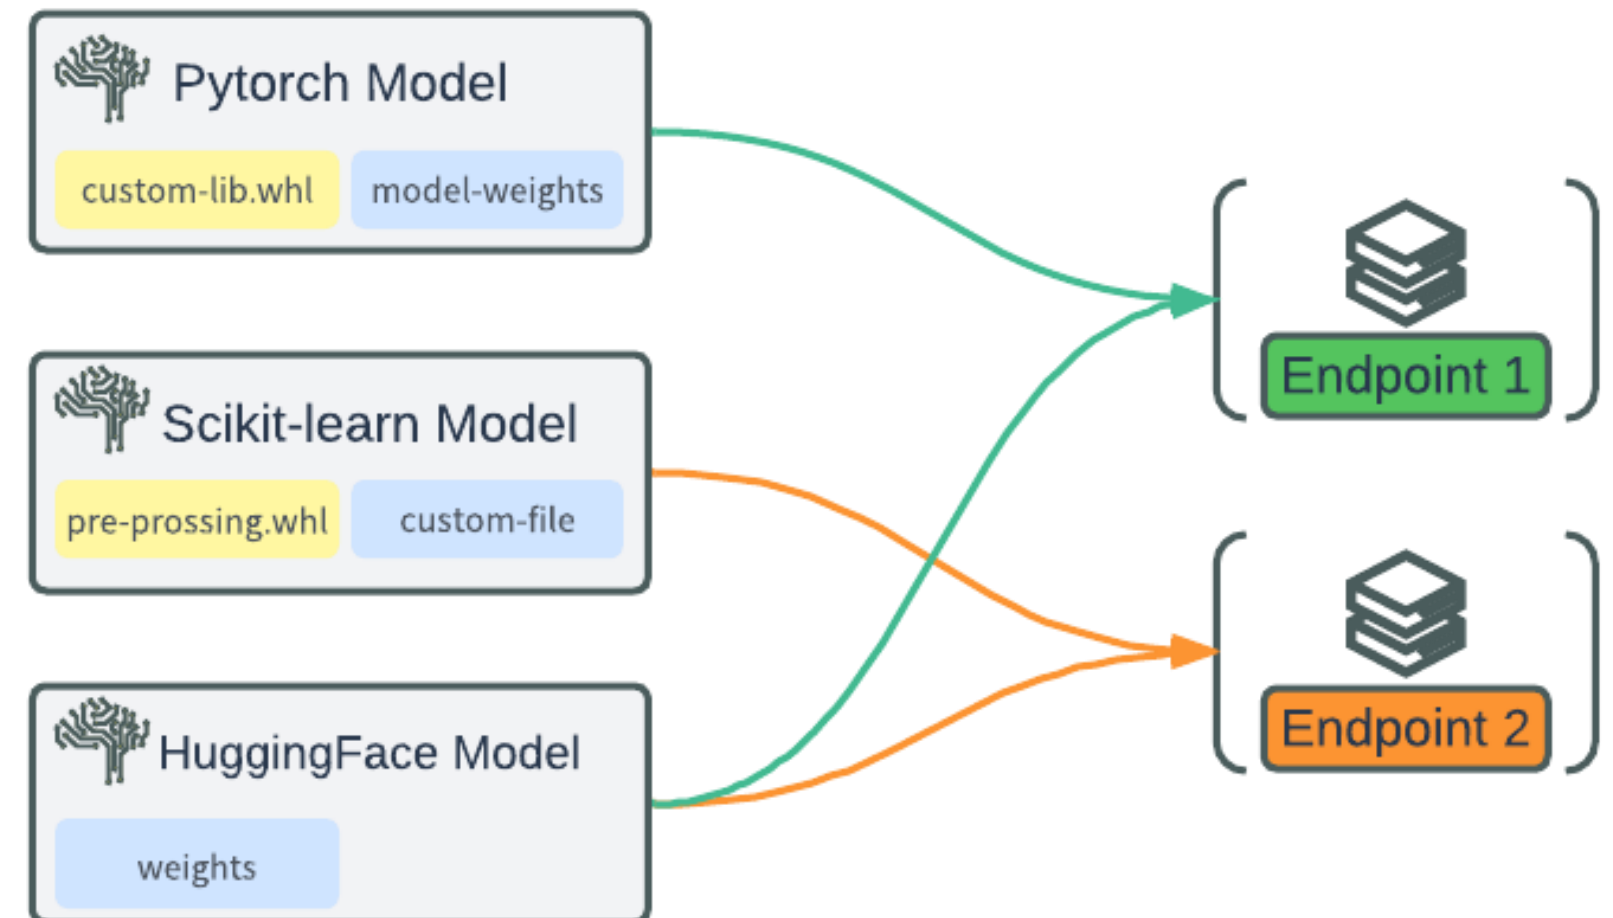 Pytorch Model
custom-lib.whl
model-weights
Scikit-learn Model
pre-prossing.whl
custom-file
HuggingFace Model
weights
Endpoint 1
Endpoint 2